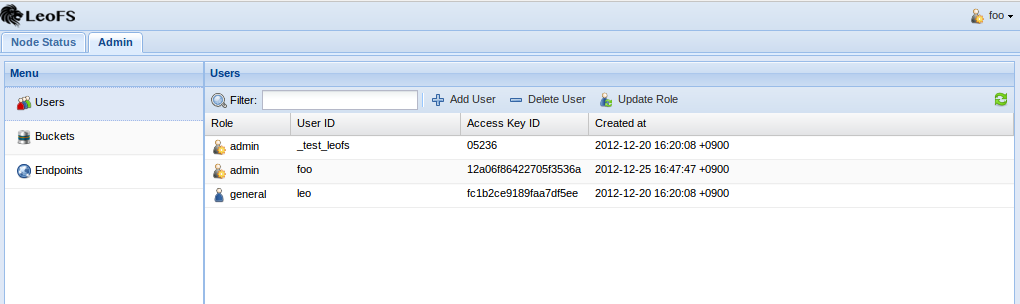 LeoFS
foo
Node Status Admin
Menu
Users
Buckets
Endpoints
Users
Filter: Add User Delete User Update Role
Role User ID Access Key ID Created at
admin _test_leofs 05236 2012-12-20 16:20:08 +0900
admin foo 12a06f86422705f3536a 2012-12-25 16:47:47 +0900
general leo fc1b2ce9189faa7df5ee 2012-12-20 16:20:08 +0900